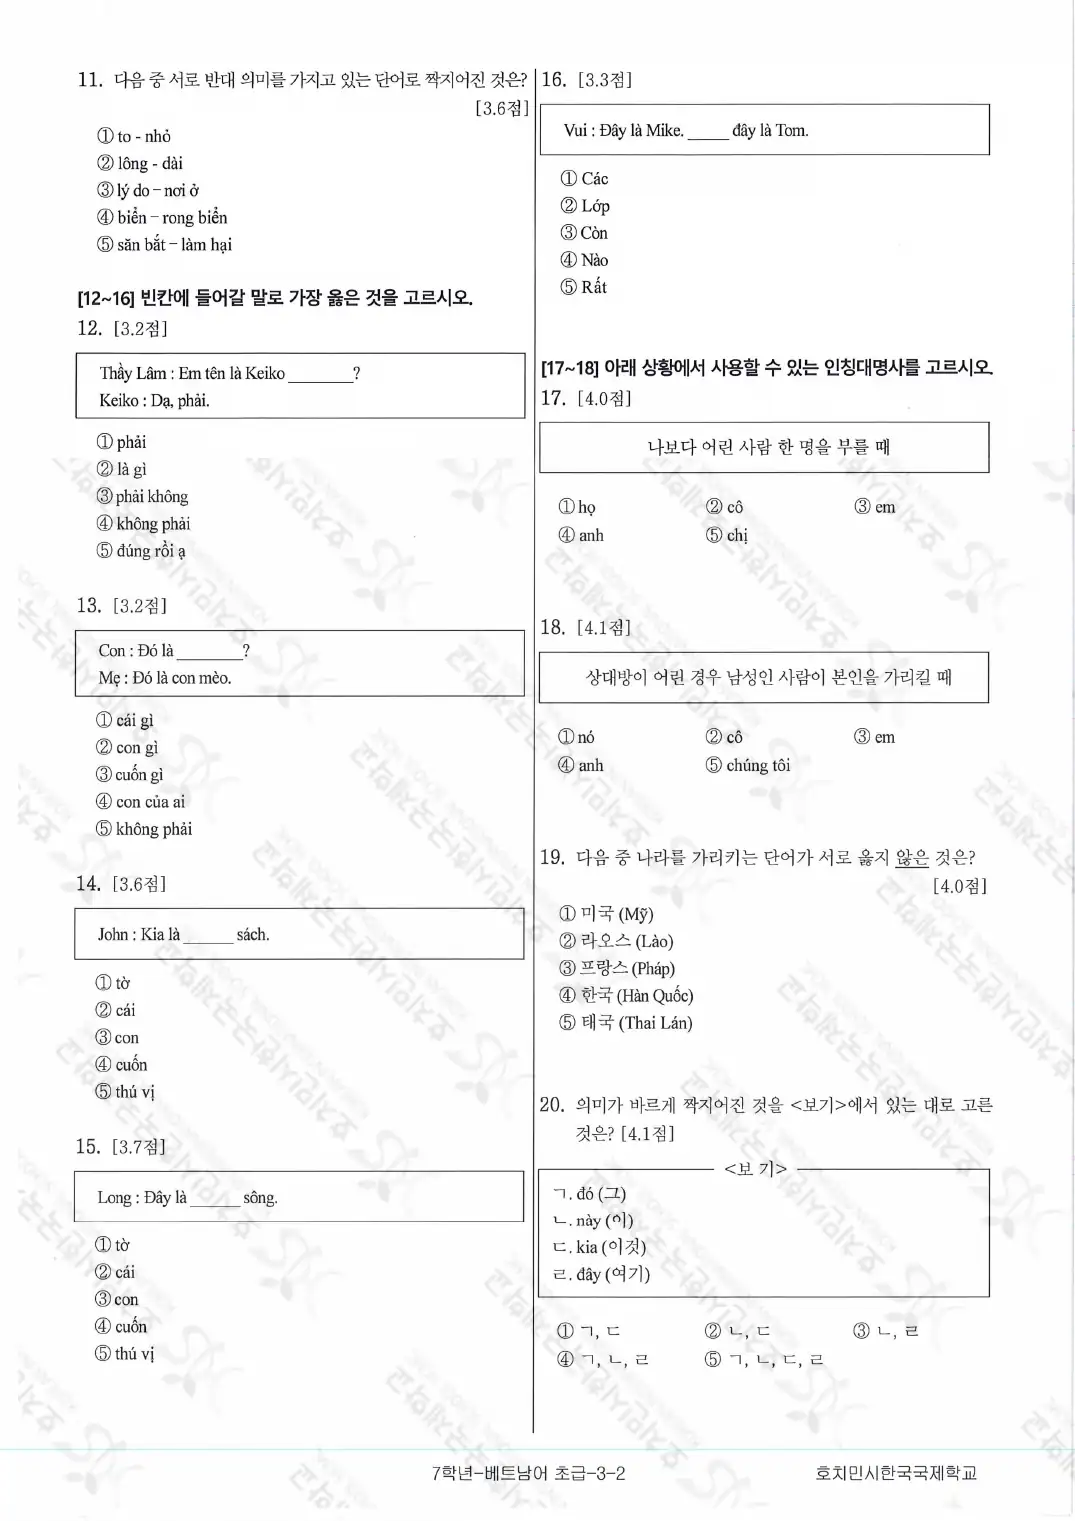 11. 다음 중 서로 반대 의미를 가지고 있는 단어로 짝지어진 것은?
[3.6점]
① to - nhỏ
② lông - dài
③ lý do – nơi ở
④ biển – rong biển
⑤ săn bắt – làm hại
[12~16] 빈칸에 들어갈 말로 가장 옳은 것을 고르시오.
12. [3.2점]
Thầy Lâm : Em tên là Keiko ________?
Keiko : Dạ, phải.
① phải
② là gì
③ phải không
④ không phải
⑤ đúng rồi ạ
13. [3.2점]
Con : Đó là ________?
Mẹ : Đó là con mèo.
① cái gì
② con gì
③ cuốn gì
④ con của ai
⑤ không phải
14. [3.6점]
John : Kia là ______ sách.
① tờ
② cái
③ con
④ cuốn
⑤ thú vị
15. [3.7점]
Long : Đây là ______ sông.
① tờ
② cái
③ con
④ cuốn
⑤ thú vị
16. [3.3점]
Vui : Đây là Mike. _____ đây là Tom.
① Các
② Lớp
③ Còn
④ Nào
⑤ Rất
[17~18] 아래 상황에서 사용할 수 있는 인칭대명사를 고르시오.
17. [4.0점]
나보다 어린 사람 한 명을 부를 때
① họ ② cô ③ em
④ anh ⑤ chị
18. [4.1점]
상대방이 어린 경우 남성인 사람이 본인을 가리킬 때
① nó ② cô ③ em
④ anh ⑤ chúng tôi
19. 다음 중 나라를 가리키는 단어가 서로 옳지 않은 것은?
[4.0점]
① 미국 (Mỹ)
② 라오스 (Lào)
③ 프랑스 (Pháp)
④ 한국 (Hàn Quốc)
⑤ 태국 (Thai Lán)
20. 의미가 바르게 짝지어진 것을 <보기>에서 있는 대로 고른
것은? [4.1점]
<보 기>
ㄱ. đó (그)
ㄴ. này (이)
ㄷ. kia (이것)
ㄹ. đây (여기)
① ㄱ, ㄷ ② ㄴ, ㄷ ③ ㄴ, ㄹ
④ ㄱ, ㄴ, ㄹ ⑤ ㄱ, ㄴ, ㄷ, ㄹ
7학년-베트남어 초급-3-2
호치민시한국국제학교